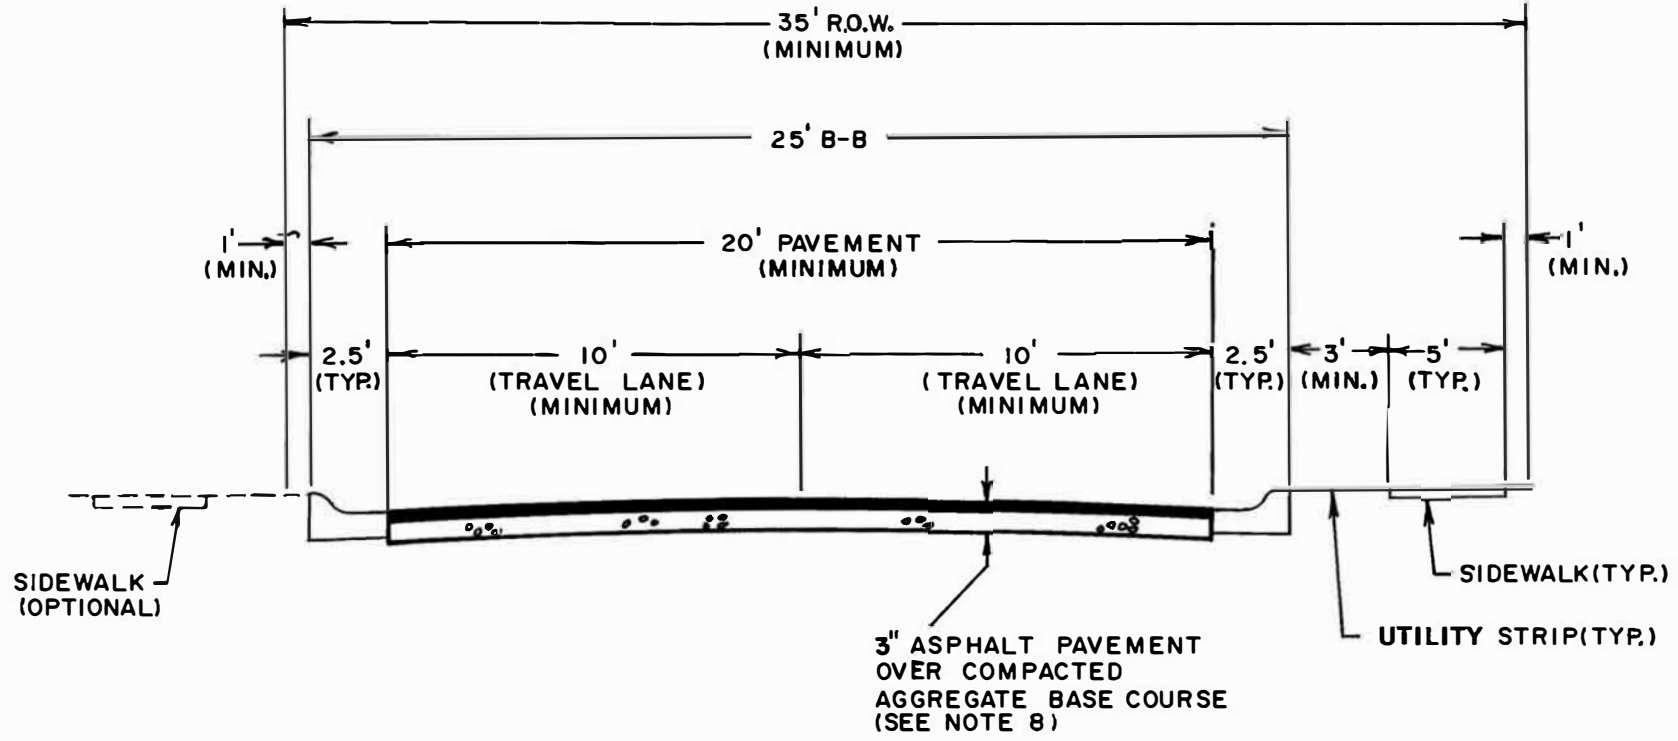 35' R.O.W.
(MINIMUM)
25' B-B
1'
(MIN.)
20' PAVEMENT
(MINIMUM)
1'
(MIN.)
2.5'
(TYP.)
10'
(TRAVEL LANE)
(MINIMUM)
10'
(TRAVEL LANE)
(MINIMUM)
2.5'
(TYP.)
3'
(MIN.)
5'
(TYP.)
SIDEWALK
(OPTIONAL)
SIDEWALK(TYP.)
UTILITY STRIP(TYP.)
3" ASPHALT PAVEMENT
OVER COMPACTED
AGGREGATE BASE COURSE
(SEE NOTE 8)